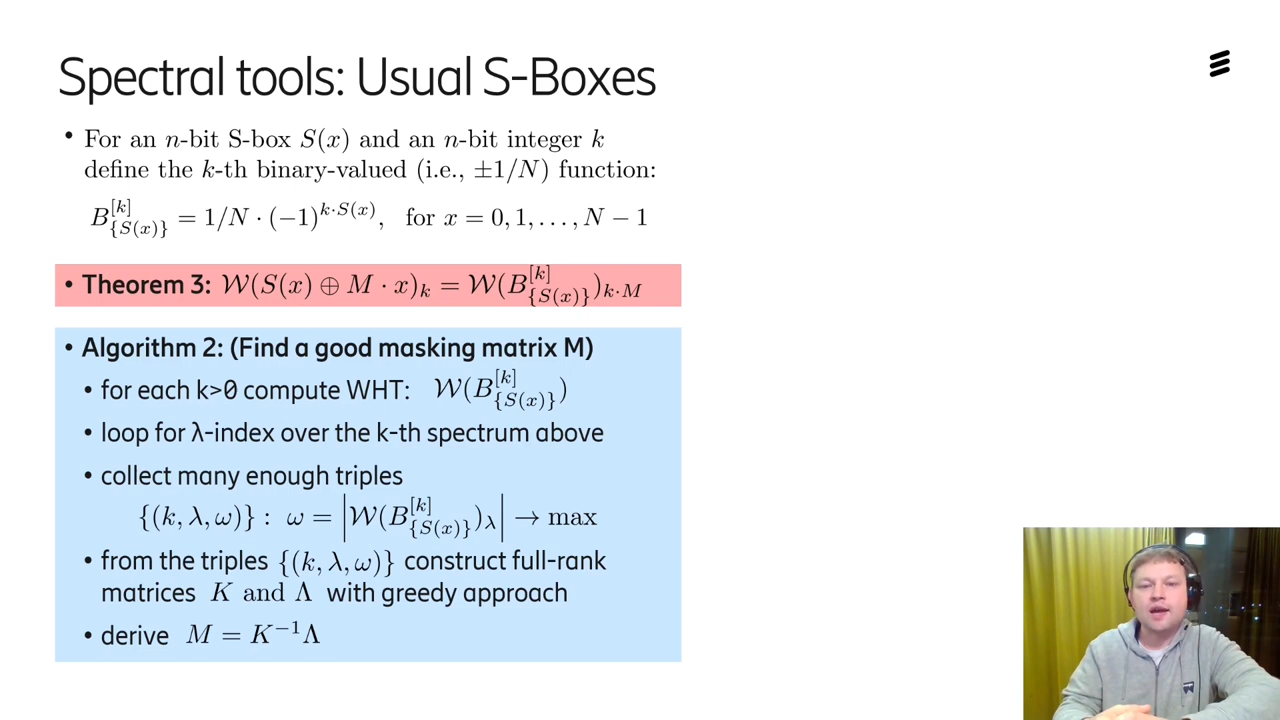 Spectral tools: Usual S-Boxes
• For an n-bit S-box S(x) and an n-bit integer k
define the k-th binary-valued (i.e., ±1/N) function:
B^{[k]}_{{S(x)}} = 1/N · (−1)^{k·S(x)}, for x = 0, 1, . . . , N − 1
• Theorem 3: 𝒲(S(x) ⊕ M · x)_k = 𝒲(B^{[k]}_{{S(x)}})_{k·M}
• Algorithm 2: (Find a good masking matrix M)
• for each k>0 compute WHT: 𝒲(B^{[k]}_{{S(x)}})
• loop for λ-index over the k-th spectrum above
• collect many enough triples
{(k, λ, ω)} : ω = |𝒲(B^{[k]}_{{S(x)}})_λ| → max
• from the triples {(k, λ, ω)} construct full-rank
matrices K and Λ with greedy approach
• derive M = K^{−1}Λ